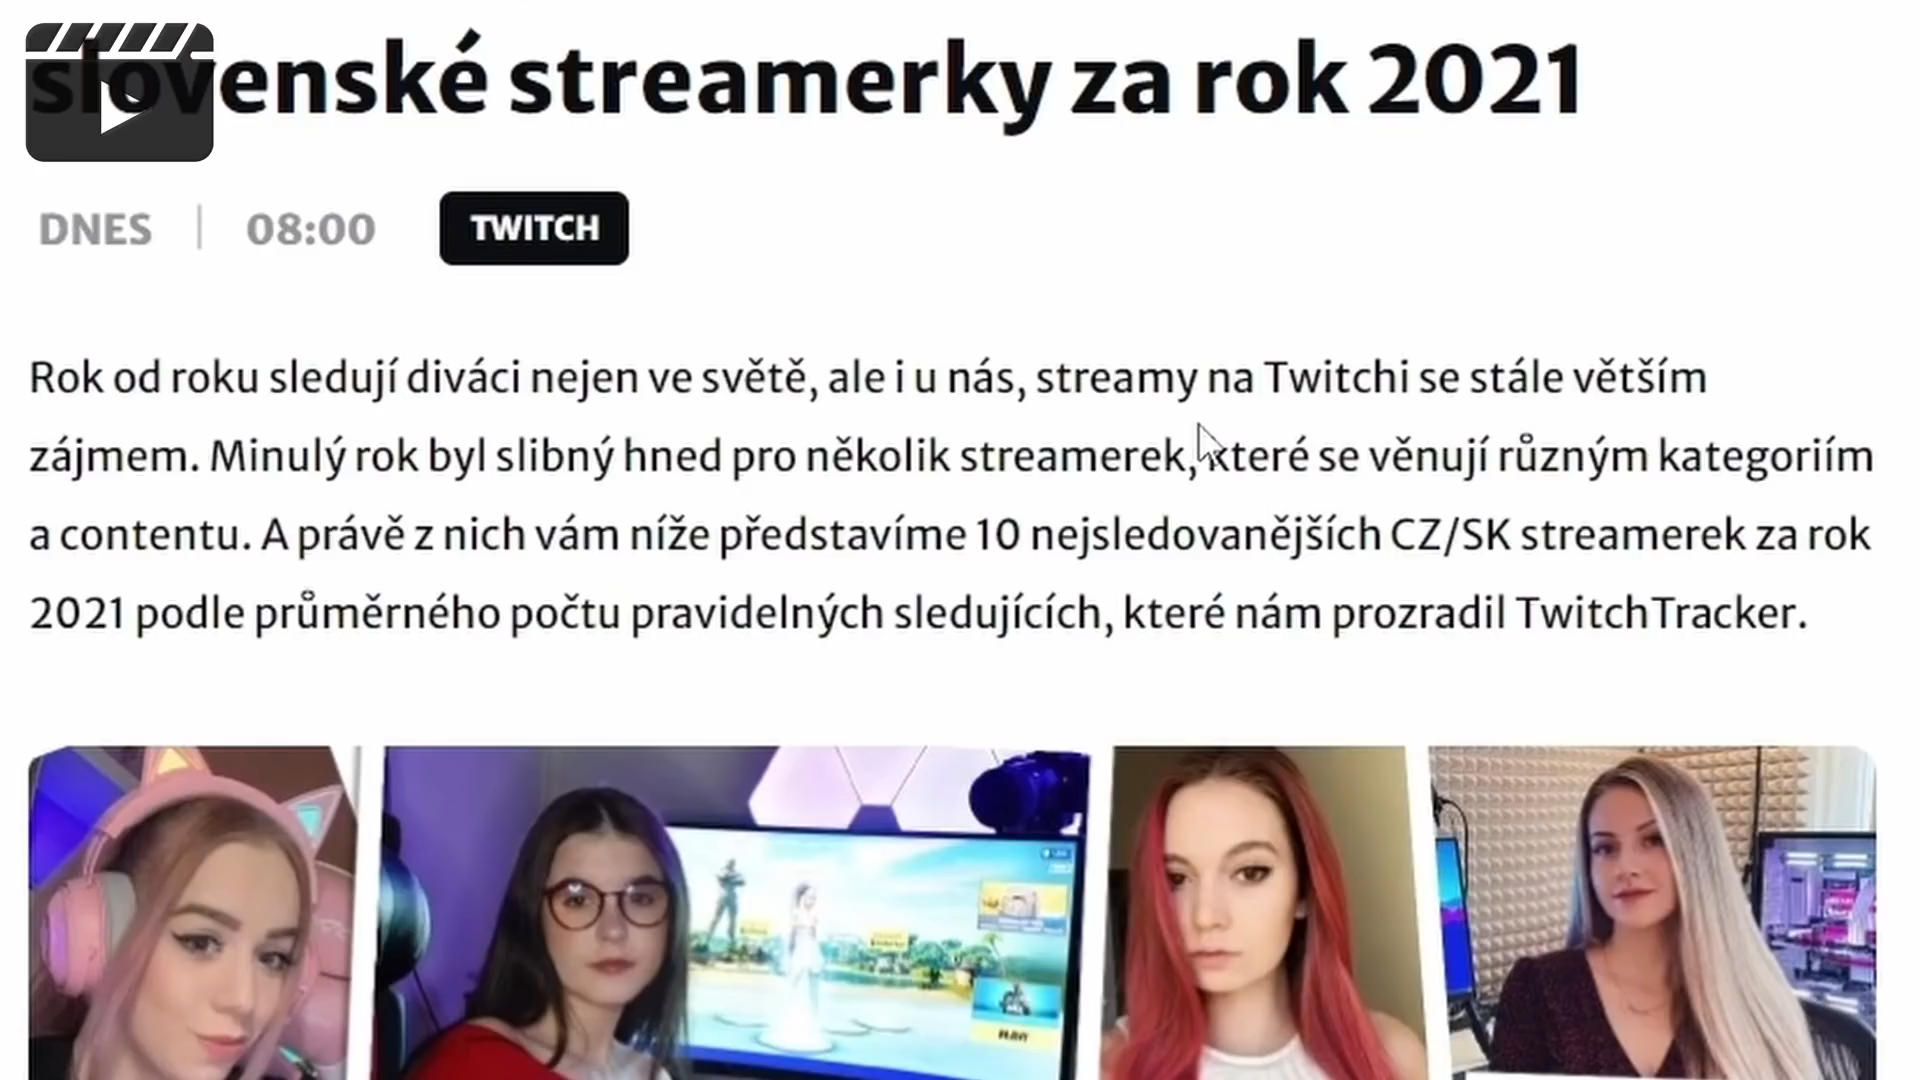 slovenské streamerky za rok 2021
DNES | 08:00 TWITCH
Rok od roku sledují diváci nejen ve světě, ale i u nás, streamy na Twitchi se stále větším
zájmem. Minulý rok byl slibný hned pro několik streamerek, které se věnují různým kategoriím
a contentu. A právě z nich vám níže představíme 10 nejsledovanějších CZ/SK streamerek za rok
2021 podle průměrného počtu pravidelných sledujících, které nám prozradil TwitchTracker.